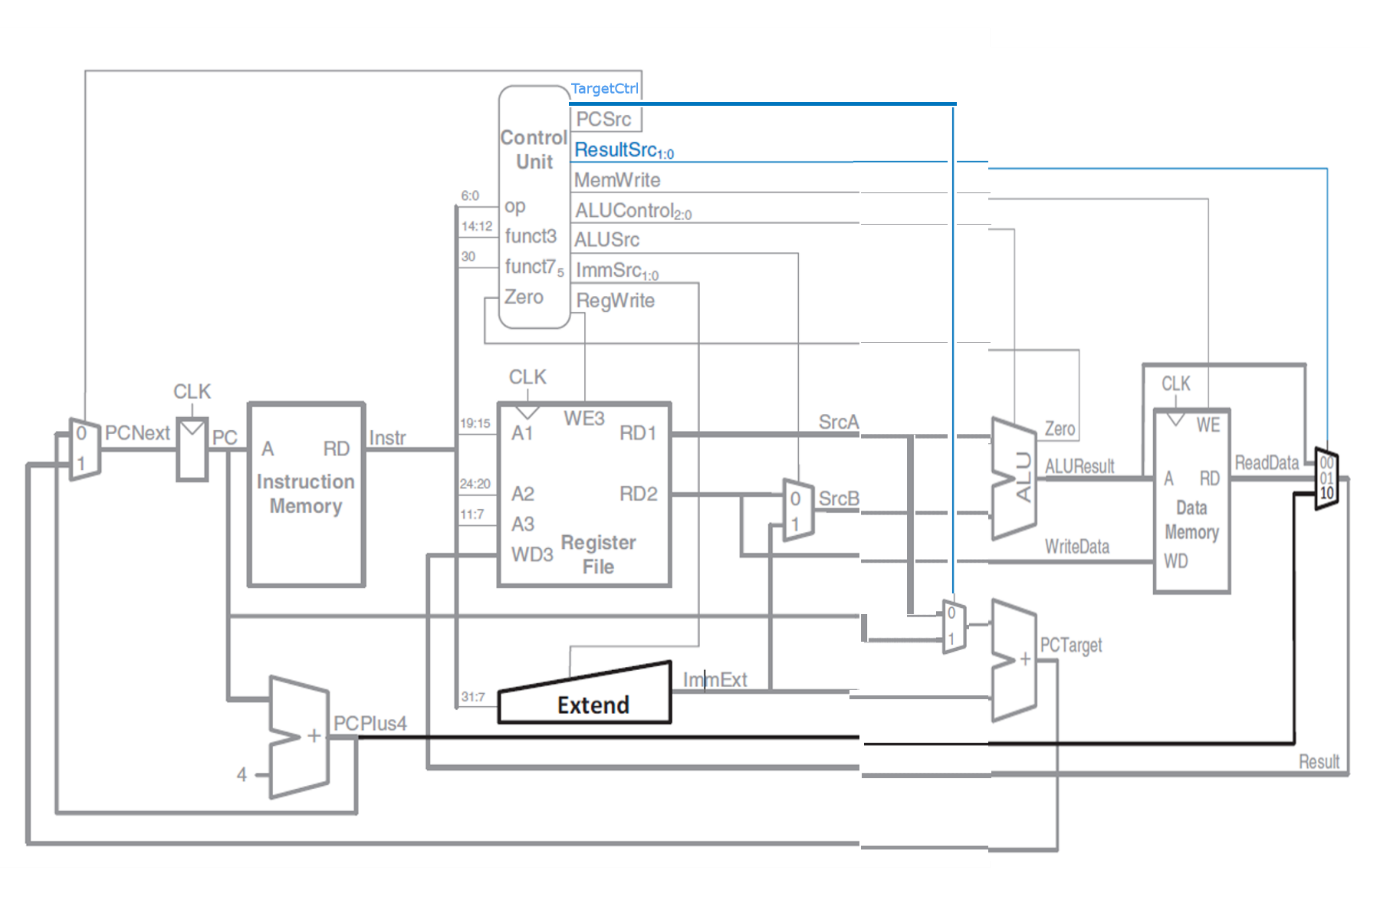 TargetCtrl
PCSrc
Control
Unit
ResultSrc1:0
MemWrite
6:0
op
ALUControl2:0
14:12
funct3
ALUSrc
30
funct75
ImmSrc1:0
Zero
RegWrite
CLK
CLK
CLK
0
PCNext
PC
1
A
RD
Instruction
Memory
Instr
19:15
A1
WE3
RD1
24:20
A2
RD2
11:7
A3
WD3
Register
File
SrcA
0
SrcB
1
ALU
Zero
ALUResult
WE
A
RD
Data
Memory
WD
ReadData
00
01
10
WriteData
0
1
+
PCTarget
31:7
Extend
ImmExt
+
PCPlus4
4
Result